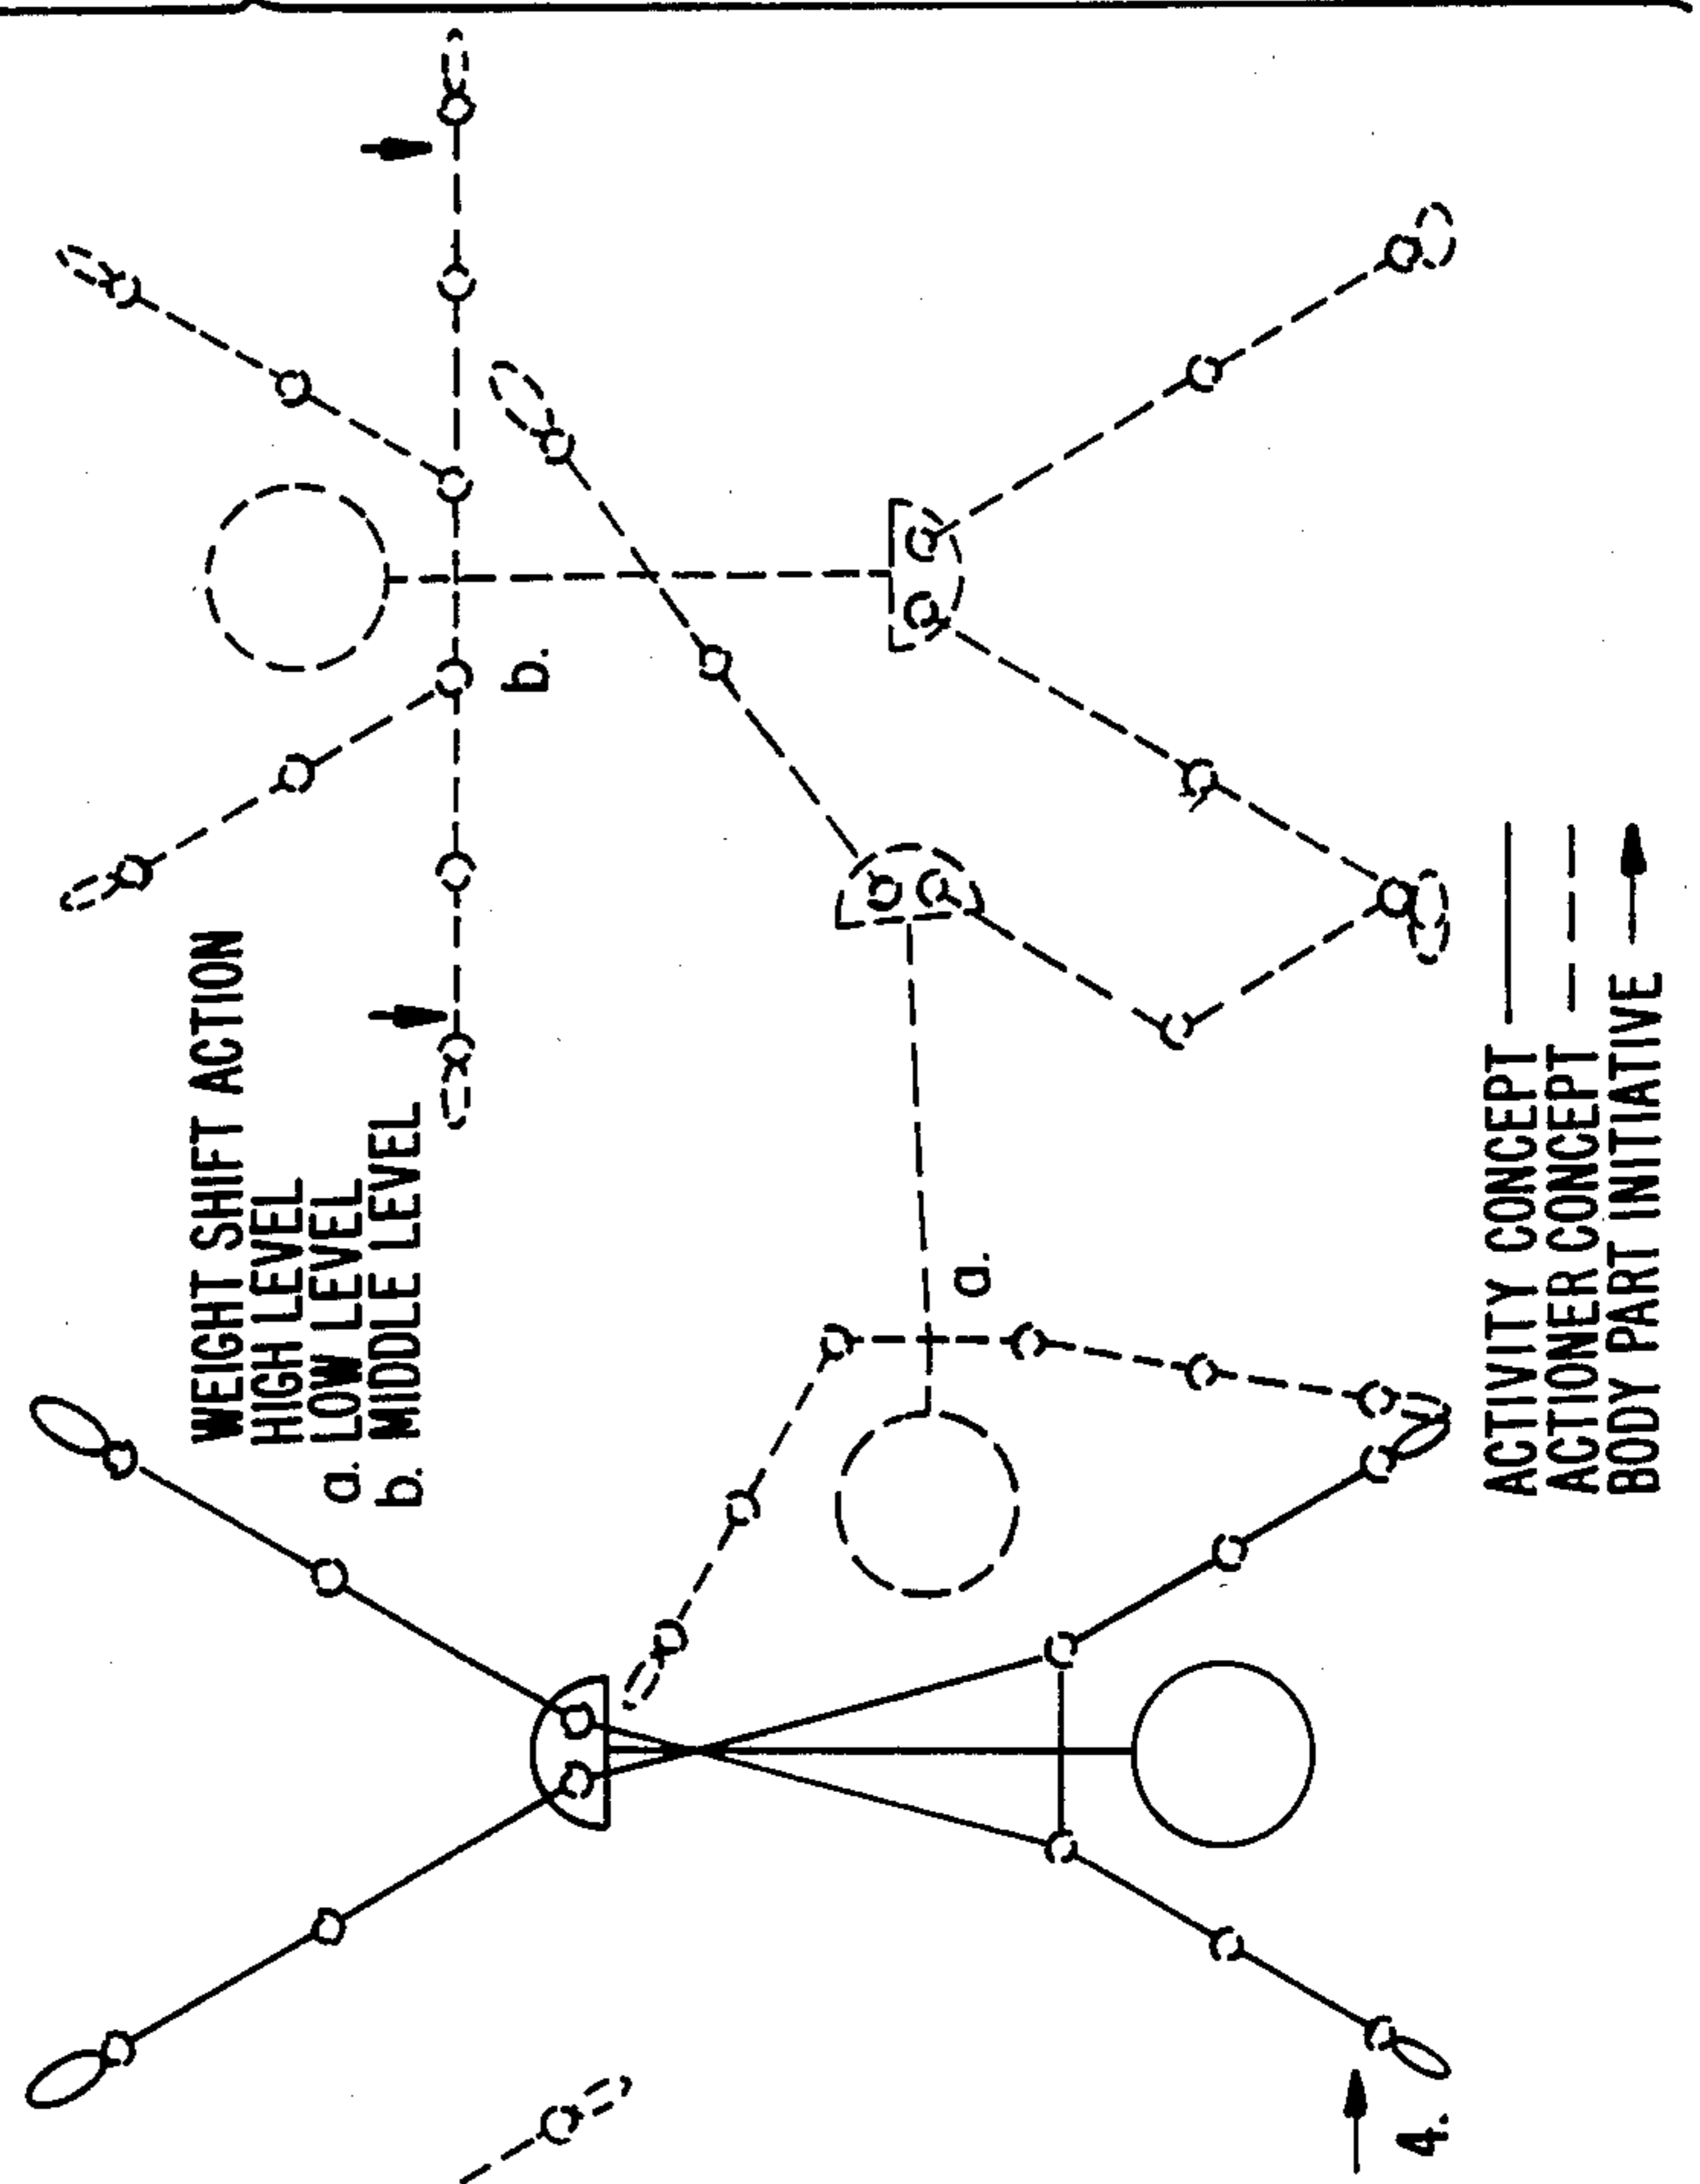 WEIGHT SHIFT ACTION
HIGH LEVEL
a. LOW LEVEL
b. MIDDLE LEVEL
b.
a.
4.
ACTIVITY CONCEPT
ACTIONER CONCEPT
BODY PART INITIATIVE